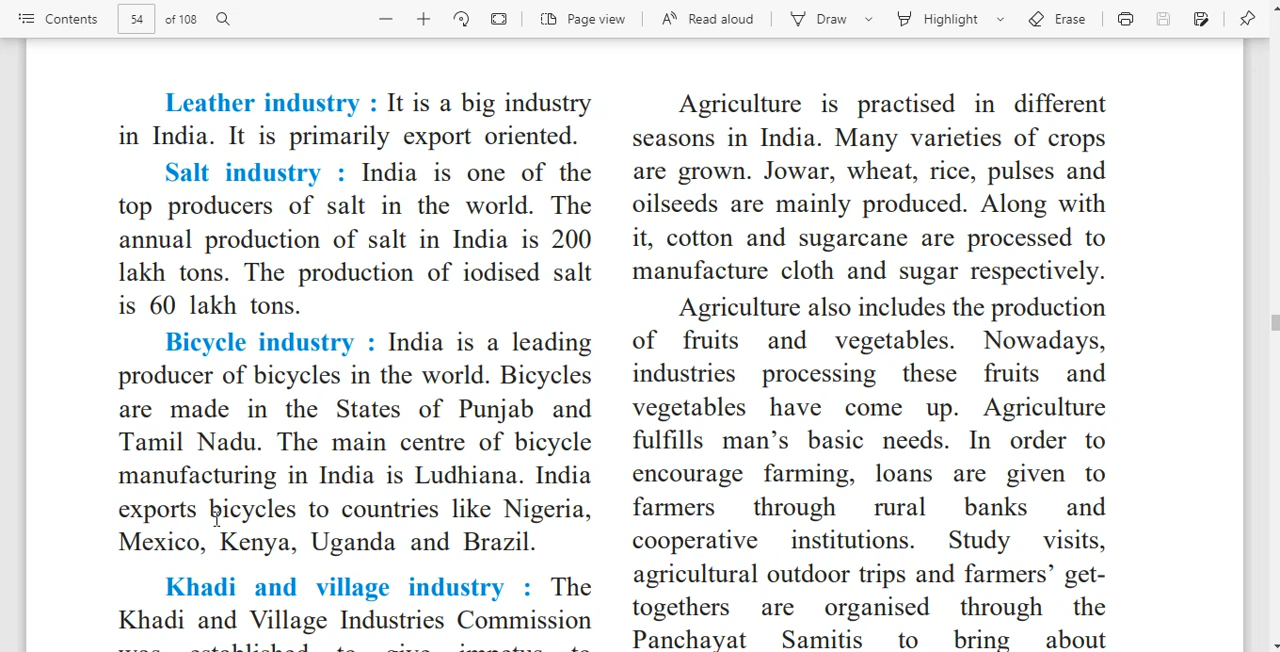 Contents
54
of 108
Page view
Read aloud
Draw
Highlight
Erase
Leather industry : It is a big industry
in India. It is primarily export oriented.
Salt industry : India is one of the
top producers of salt in the world. The
annual production of salt in India is 200
lakh tons. The production of iodised salt
is 60 lakh tons.
Bicycle industry : India is a leading
producer of bicycles in the world. Bicycles
are made in the States of Punjab and
Tamil Nadu. The main centre of bicycle
manufacturing in India is Ludhiana. India
exports bicycles to countries like Nigeria,
Mexico, Kenya, Uganda and Brazil.
Khadi and village industry : The
Khadi and Village Industries Commission
was established to give impetus to
Agriculture is practised in different
seasons in India. Many varieties of crops
are grown. Jowar, wheat, rice, pulses and
oilseeds are mainly produced. Along with
it, cotton and sugarcane are processed to
manufacture cloth and sugar respectively.
Agriculture also includes the production
of fruits and vegetables. Nowadays,
industries processing these fruits and
vegetables have come up. Agriculture
fulfills man’s basic needs. In order to
encourage farming, loans are given to
farmers through rural banks and
cooperative institutions. Study visits,
agricultural outdoor trips and farmers’ get-
togethers are organised through the
Panchayat Samitis to bring about